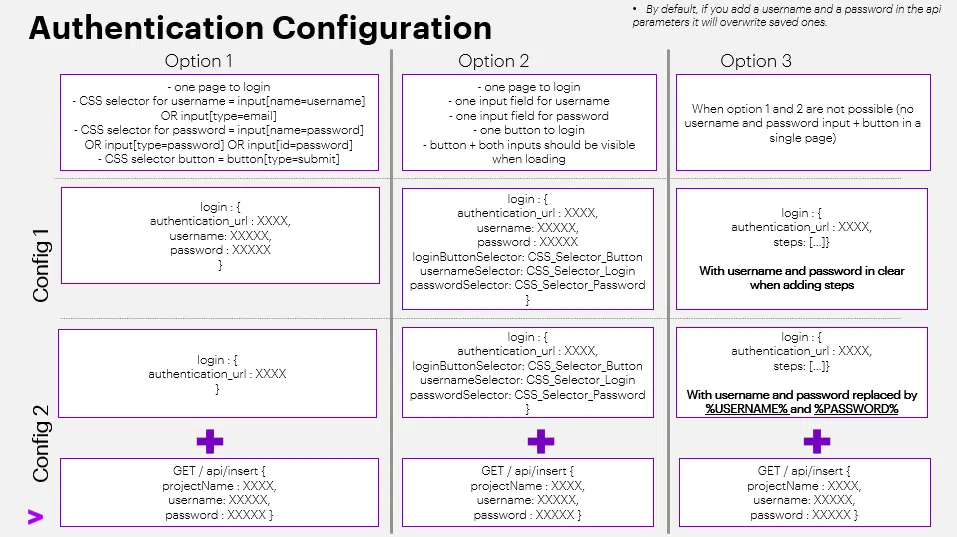 Authentication Configuration
• By default, if you add a username and a password in the api
parameters it will overwrite saved ones.
Option 1
- one page to login
- CSS selector for username = input[name=username]
OR input[type=email]
- CSS selector for password = input[name=password]
OR input[type=password] OR input[id=password]
- CSS selector button = button[type=submit]
Option 2
- one page to login
- one input field for username
- one input field for password
- one button to login
- button + both inputs should be visible
when loading
Option 3
When option 1 and 2 are not possible (no
username and password input + button in a
single page)
Config 1
login : {
authentication_url : XXXX,
username: XXXXX,
password : XXXXX
}
login : {
authentication_url : XXXX,
username: XXXXX,
password : XXXXX
loginButtonSelector: CSS_Selector_Button
usernameSelector: CSS_Selector_Login
passwordSelector: CSS_Selector_Password
}
login : {
authentication_url : XXXX,
steps: [...]}
With username and password in clear
when adding steps
Config 2
login : {
authentication_url : XXXX
}
login : {
authentication_url : XXXX,
loginButtonSelector: CSS_Selector_Button
usernameSelector: CSS_Selector_Login
passwordSelector: CSS_Selector_Password
}
login : {
authentication_url : XXXX,
steps: [...]}
With username and password replaced by
%USERNAME% and %PASSWORD%
GET / api/insert {
projectName : XXXX,
username: XXXXX,
password : XXXXX }
GET / api/insert {
projectName : XXXX,
username: XXXXX,
password : XXXXX }
GET / api/insert {
projectName : XXXX,
username: XXXXX,
password : XXXXX }